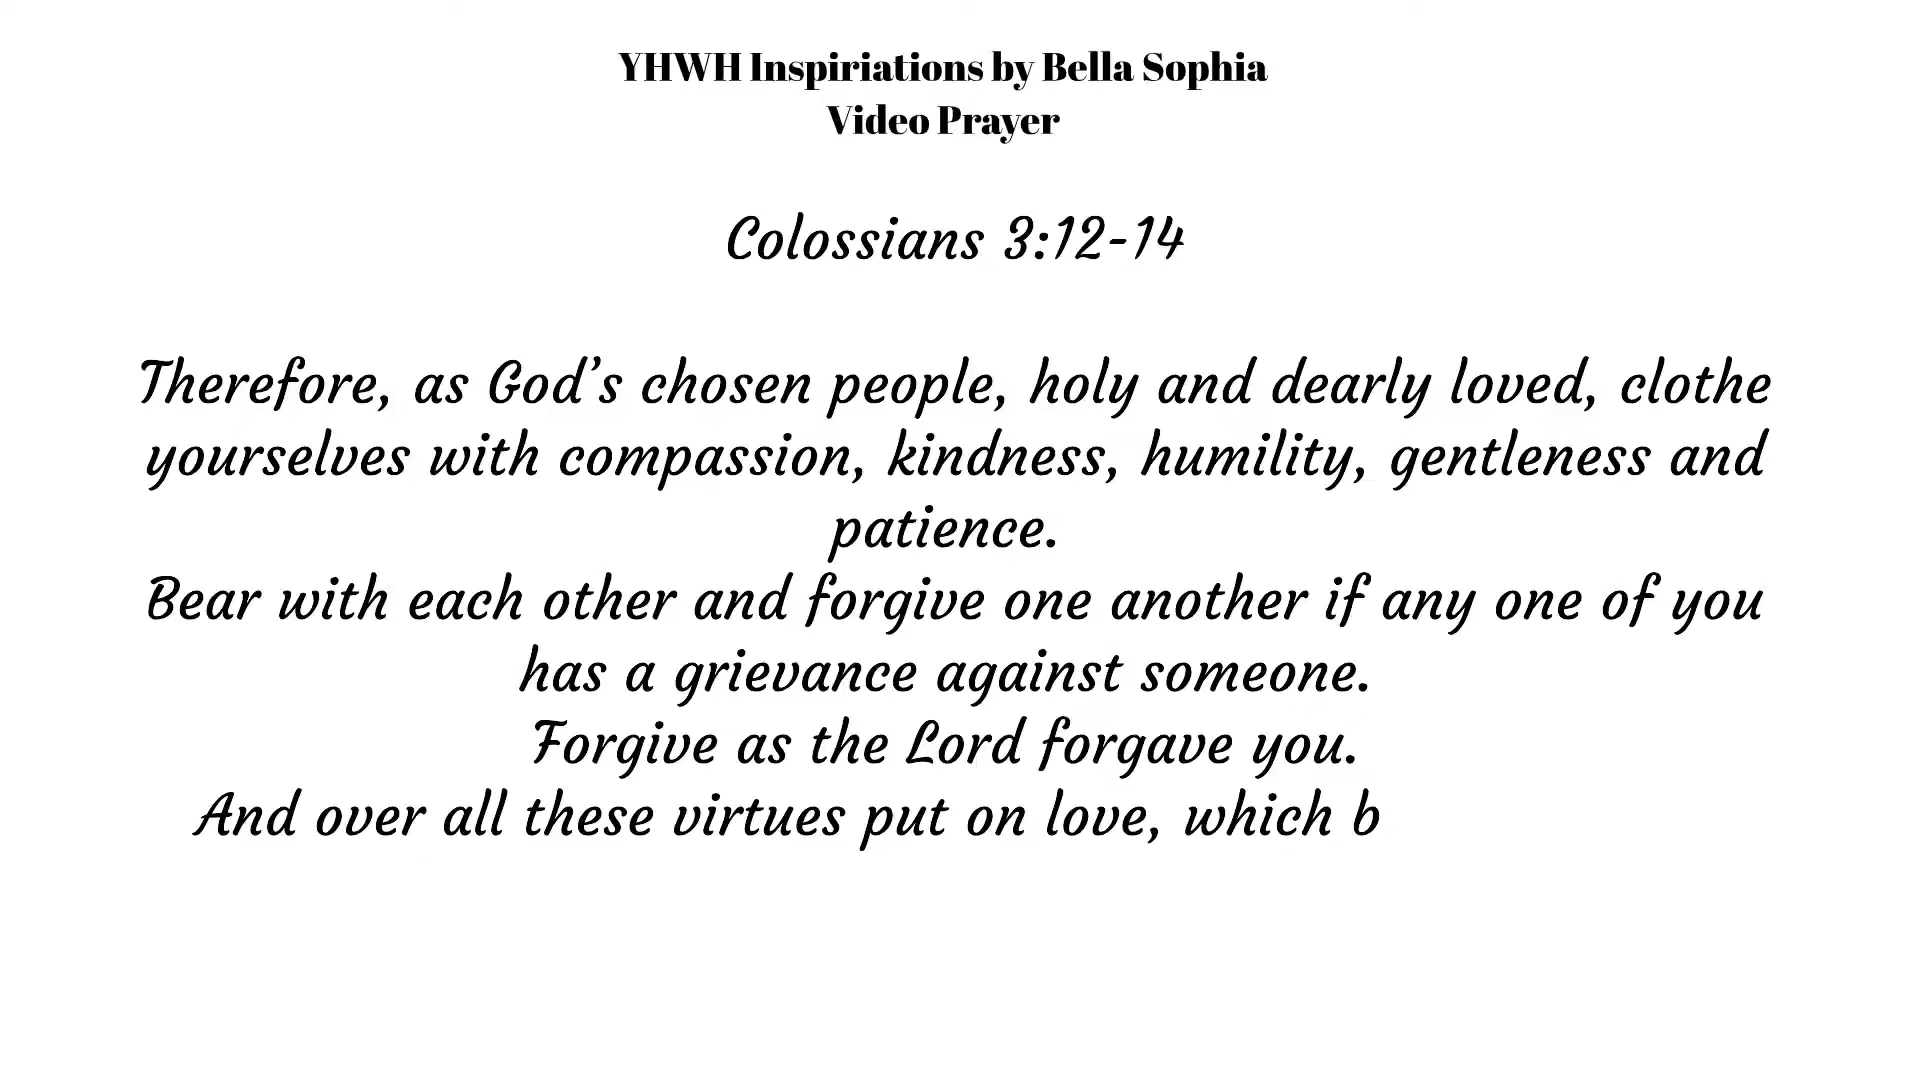 YHWH Inspiriations by Bella Sophia
Video Prayer
Colossians 3:12-14
Therefore, as God’s chosen people, holy and dearly loved, clothe
yourselves with compassion, kindness, humility, gentleness and
patience.
Bear with each other and forgive one another if any one of you
has a grievance against someone.
Forgive as the Lord forgave you.
And over all these virtues put on love, which b